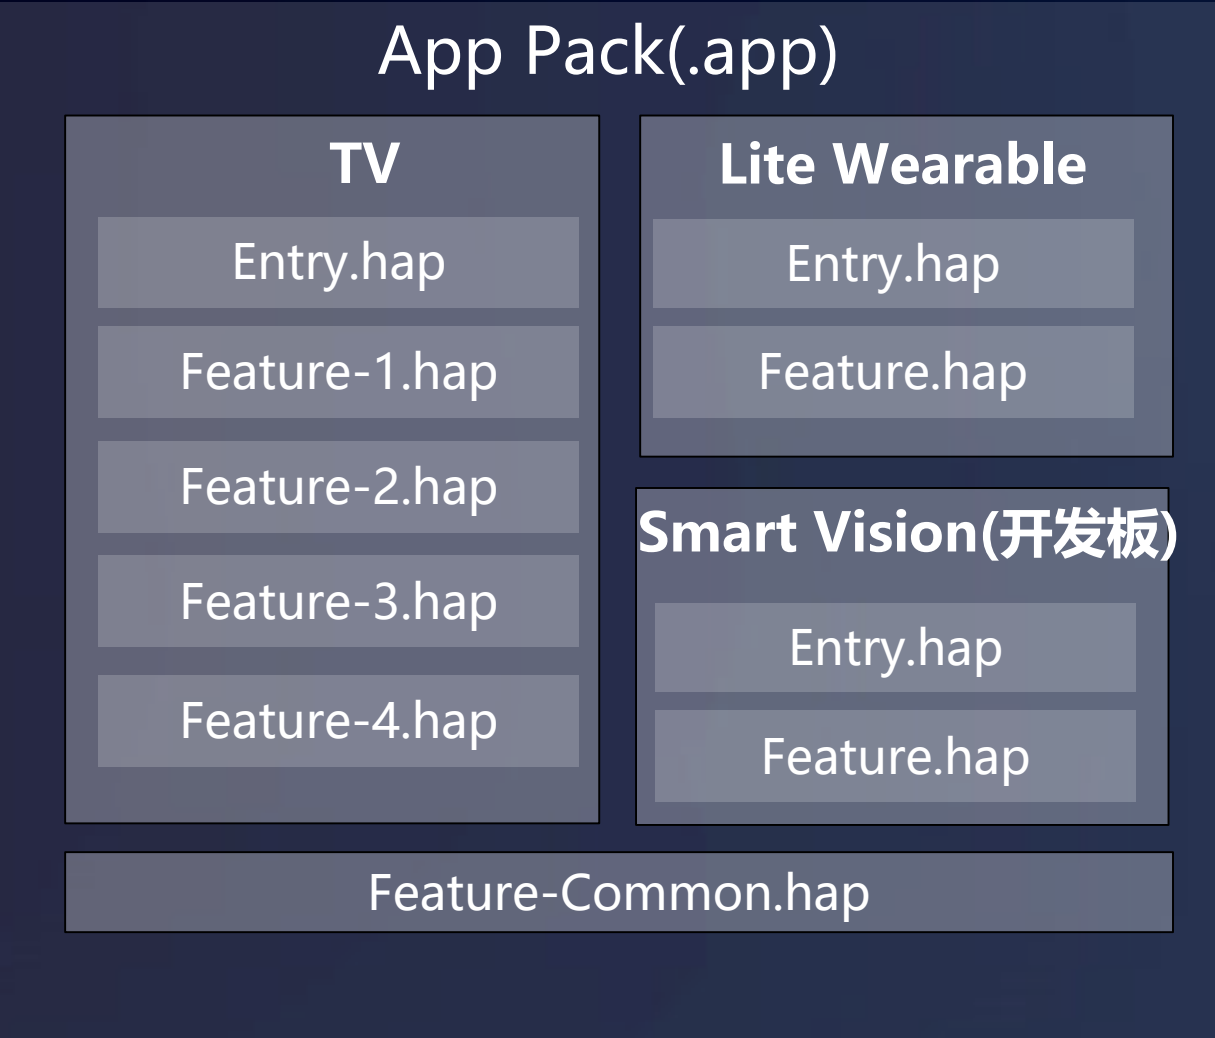 App Pack(.app)
TV
Entry.hap
Feature-1.hap
Feature-2.hap
Feature-3.hap
Feature-4.hap
Lite Wearable
Entry.hap
Feature.hap
Smart Vision(开发板)
Entry.hap
Feature.hap
Feature-Common.hap